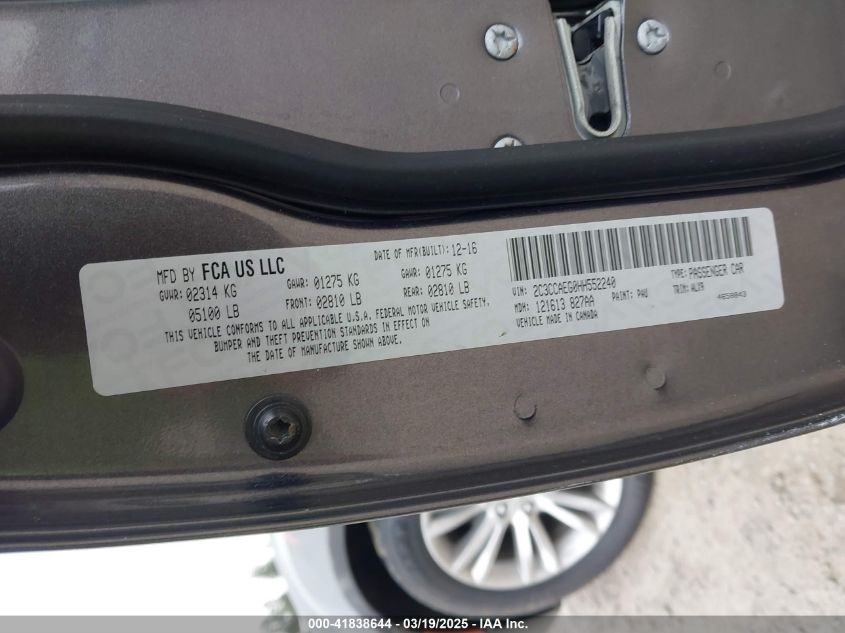 MFD BY FCA US LLC
DATE OF MFR(BUILT): 12-16
GVWR: 02314 KG
05100 LB
GAWR: 01275 KG
FRONT: 02810 LB
GAWR: 01275 KG
REAR: 02810 LB
THIS VEHICLE CONFORMS TO ALL APPLICABLE U.S.A. FEDERAL MOTOR VEHICLE SAFETY,
BUMPER AND THEFT PREVENTION STANDARDS IN EFFECT ON
THE DATE OF MANUFACTURE SHOWN ABOVE.
VIN: 2C3CCAEG0HH552240
TYPE: PASSENGER CAR
MDH: 121613 827AA
PAINT: PAU
TRIM: ALX9
VEHICLE MADE IN CANADA
4658843
000-41838644 - 03/19/2025 - IAA Inc.